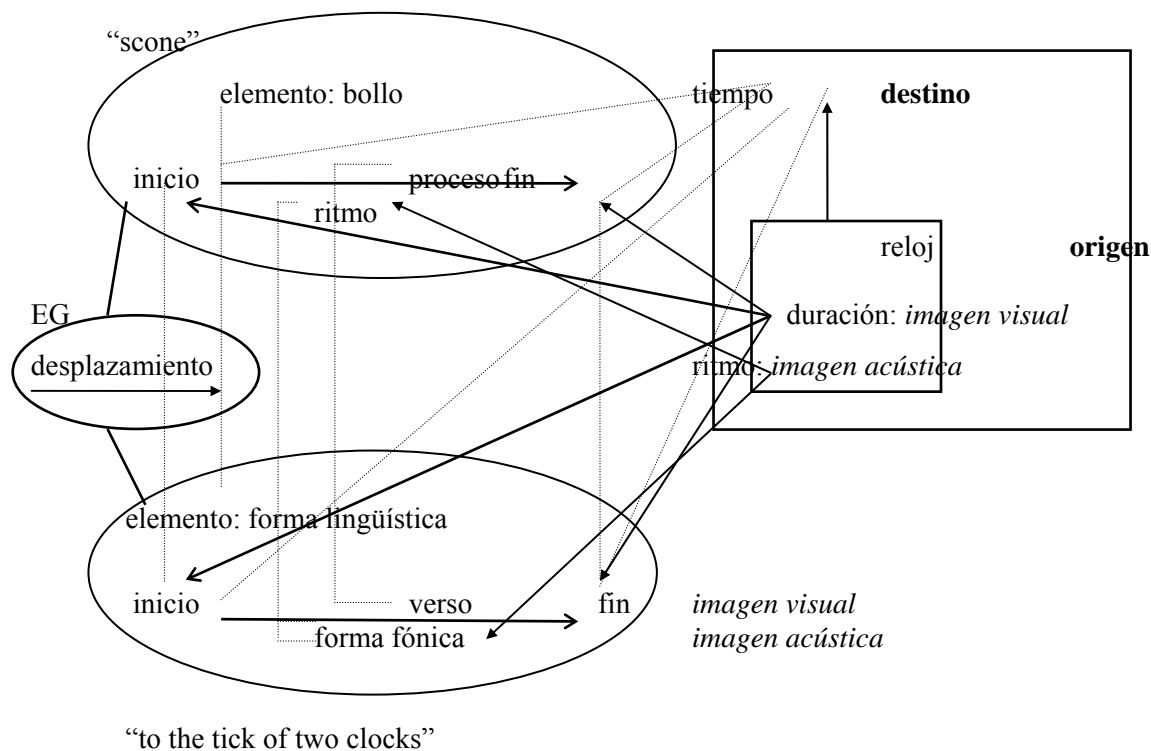 “scone”
elemento: bollo
tiempo
destino
inicio
proceso fin
ritmo
reloj
origen
EG
duración: imagen visual
desplazamiento
ritmo: imagen acústica
elemento: forma lingüística
inicio
verso
fin
imagen visual
forma fónica
imagen acústica
“to the tick of two clocks”